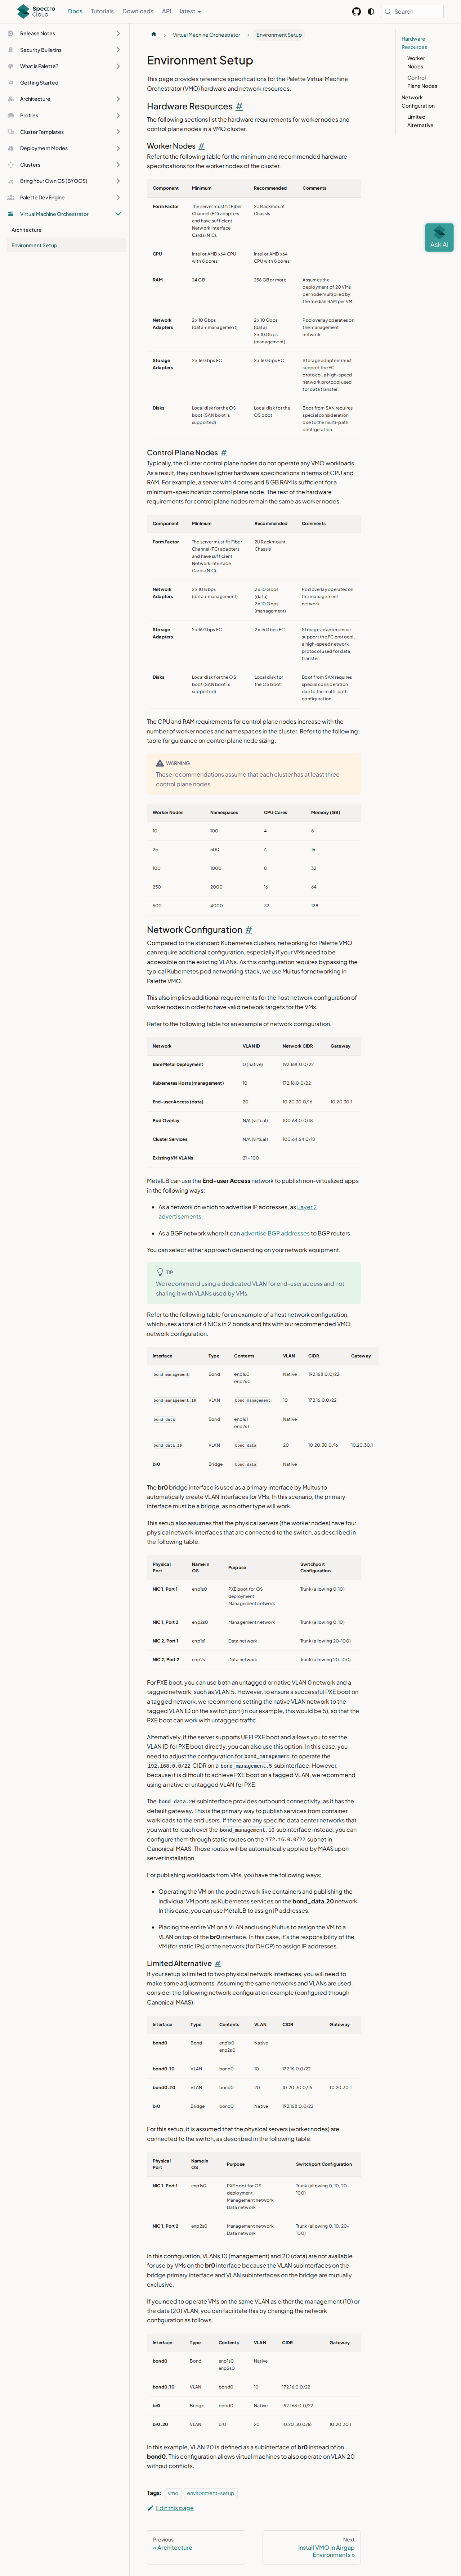 Spectro Cloud
Docs
Tutorials
Downloads
API
latest
Search
Release Notes
Security Bulletins
What is Palette?
Getting Started
Architecture
Profiles
Cluster Templates
Deployment Modes
Clusters
Bring Your Own OS (BYOOS)
Palette Dev Engine
Virtual Machine Orchestrator
Architecture
Environment Setup
Virtual Machine Orchestrator
Environment Setup
Hardware Resources
Worker Nodes
Control Plane Nodes
Network Configuration
Limited Alternative
Ask AI
Environment Setup
This page provides reference specifications for the Palette Virtual Machine
Orchestrator (VMO) hardware and network resources.
Hardware Resources #
The following sections list the hardware requirements for worker nodes and
control plane nodes in a VMO cluster.
Worker Nodes #
Refer to the following table for the minimum and recommended hardware
specifications for the worker nodes of the cluster.
Component Minimum Recommended Comments
Form Factor The server must fit Fiber Channel (FC) adapters and have sufficient Network Interface Cards (NIC). 2U Rackmount Chassis
CPU Intel or AMD x64 CPU with 8 cores Intel or AMD x64 CPU with 8 cores
RAM 24 GB 256 GB or more Assumes the deployment of 20 VMs per node multiplied by the median RAM per VM.
Network Adapters 2 x 10 Gbps (data + management) 2 x 10 Gbps (data) 2 x 10 Gbps (management) Pod overlay operates on the management network.
Storage Adapters 2 x 16 Gbps FC 2 x 16 Gbps FC Storage adapters must support the FC protocol, a high-speed network protocol used for data transfer.
Disks Local disk for the OS boot (SAN boot is supported) Local disk for the OS boot Boot from SAN requires special consideration due to the multi-path configuration.
Control Plane Nodes #
Typically, the cluster control plane nodes do not operate any VMO workloads.
As a result, they can have lighter hardware specifications in terms of CPU and
RAM. For example, a server with 4 cores and 8 GB RAM is sufficient for a
minimum-specification control plane node. The rest of the hardware
requirements for control plane nodes remain the same as worker nodes.
Component Minimum Recommended Comments
Form Factor The server must fit Fiber Channel (FC) adapters and have sufficient Network Interface Cards (NIC). 2U Rackmount Chassis
Network Adapters 2 x 10 Gbps (data + management) 2 x 10 Gbps (data) 2 x 10 Gbps (management) Pod overlay operates on the management network.
Storage Adapters 2 x 16 Gbps FC 2 x 16 Gbps FC Storage adapters must support the FC protocol, a high-speed network protocol used for data transfer.
Disks Local disk for the OS boot (SAN boot is supported) Local disk for the OS boot Boot from SAN requires special consideration due to the multi-path configuration.
The CPU and RAM requirements for control plane nodes increase with the
number of worker nodes and namespaces in the cluster. Refer to the following
table for guidance on control plane node sizing.
WARNING
These recommendations assume that each cluster has at least three
control plane nodes.
Worker Nodes Namespaces CPU Cores Memory (GB)
10 100 4 8
25 500 4 16
100 1000 8 32
250 2000 16 64
500 4000 32 128
Network Configuration #
Compared to the standard Kubernetes clusters, networking for Palette VMO
can require additional configuration, especially if your VMs need to be
accessible on the existing VLANs. As this configuration requires bypassing the
typical Kubernetes pod networking stack, we use Multus for networking in
Palette VMO.
This also implies additional requirements for the host network configuration of
worker nodes in order to have valid network targets for the VMs.
Refer to the following table for an example of network configuration.
Network VLAN ID Network CIDR Gateway
Bare Metal Deployment 0 (native) 192.168.0.0/22
Kubernetes Hosts (management) 10 172.16.0.0/22
End-user Access (data) 20 10.20.30.0/16 10.20.30.1
Pod Overlay N/A (virtual) 100.64.0.0/18
Cluster Services N/A (virtual) 100.64.64.0/18
Existing VM VLANs 21 - 100
MetalLB can use the End-user Access network to publish non-virtualized apps
in the following ways:
As a network on which to advertise IP addresses, as Layer 2
advertisements.
As a BGP network where it can advertise BGP addresses to BGP routers.
You can select either approach depending on your network equipment.
TIP
We recommend using a dedicated VLAN for end-user access and not
sharing it with VLANs used by VMs.
Refer to the following table for an example of a host network configuration,
which uses a total of 4 NICs in 2 bonds and fits with our recommended VMO
network configuration.
Interface Type Contents VLAN CIDR Gateway
bond_management Bond enp1s0 enp2s0 Native 192.168.0.0/22
bond_management.10 VLAN bond_management 10 172.16.0.0/22
bond_data Bond enp1s1 enp2s1 Native
bond_data.20 VLAN bond_data 20 10.20.30.0/16 10.20.30.1
br0 Bridge bond_data Native
The br0 bridge interface is used as a primary interface by Multus to
automatically create VLAN interfaces for VMs. In this scenario, the primary
interface must be a bridge, as no other type will work.
This setup also assumes that the physical servers (the worker nodes) have four
physical network interfaces that are connected to the switch, as described in
the following table.
Physical Port Name in OS Purpose Switchport Configuration
NIC 1, Port 1 enp1s0 PXE boot for OS deployment Management network Trunk (allowing 0, 10)
NIC 1, Port 2 enp2s0 Management network Trunk (allowing 0, 10)
NIC 2, Port 1 enp1s1 Data network Trunk (allowing 20-100)
NIC 2, Port 2 enp2s1 Data network Trunk (allowing 20-100)
For PXE boot, you can use both an untagged or native VLAN 0 network and a
tagged network, such as VLAN 5. However, to ensure a successful PXE boot on
a tagged network, we recommend setting the native VLAN network to the
tagged VLAN ID on the switch port (in our example, this would be 5), so that the
PXE boot can work with untagged traffic.
Alternatively, if the server supports UEFI PXE boot and allows you to set the
VLAN ID for PXE boot directly, you can also use this option. In this case, you
need to adjust the configuration for bond_management to operate the
192.168.0.0/22 CIDR on a bond_management.5 subinterface. However,
because it is difficult to achieve PXE boot on a tagged VLAN, we recommend
using a native or untagged VLAN for PXE.
The bond_data.20 subinterface provides outbound connectivity, as it has the
default gateway. This is the primary way to publish services from container
workloads to the end users. If there are any specific data center networks that
you want to reach over the bond_management.10 subinterface instead, you can
configure them through static routes on the 172.16.0.0/22 subnet in
Canonical MAAS. Those routes will be automatically applied by MAAS upon
server installation.
For publishing workloads from VMs, you have the following ways:
Operating the VM on the pod network like containers and publishing the
individual VM ports as Kubernetes services on the bond_data.20 network.
In this case, you can use MetalLB to assign IP addresses.
Placing the entire VM on a VLAN and using Multus to assign the VM to a
VLAN on top of the br0 interface. In this case, it's the responsibility of the
VM (for static IPs) or the network (for DHCP) to assign IP addresses.
Limited Alternative #
If your setup is limited to two physical network interfaces, you will need to
make some adjustments. Assuming the same networks and VLANs are used,
consider the following network configuration example (configured through
Canonical MAAS).
Interface Type Contents VLAN CIDR Gateway
bond0 Bond enp1s0 enp2s0 Native
bond0.10 VLAN bond0 10 172.16.0.0/22
bond0.20 VLAN bond0 20 10.20.30.0/16 10.20.30.1
br0 Bridge bond0 Native 192.168.0.0/22
For this setup, it is assumed that the physical servers (worker nodes) are
connected to the switch, as described in the following table.
Physical Port Name in OS Purpose Switchport Configuration
NIC 1, Port 1 enp1s0 PXE boot for OS deployment Management network Data network Trunk (allowing 0, 10, 20-100)
NIC 1, Port 2 enp2s0 Management network Data network Trunk (allowing 0, 10, 20-100)
In this configuration, VLANs 10 (management) and 20 (data) are not available
for use by VMs on the br0 interface because the VLAN subinterfaces on the
bridge primary interface and VLAN subinterfaces on the bridge are mutually
exclusive.
If you need to operate VMs on the same VLAN as either the management (10) or
the data (20) VLAN, you can facilitate this by changing the network
configuration as follows.
Interface Type Contents VLAN CIDR Gateway
bond0 Bond enp1s0 enp2s0 Native
bond0.10 VLAN bond0 10 172.16.0.0/22
br0 Bridge bond0 Native 192.168.0.0/22
br0.20 VLAN br0 20 10.20.30.0/16 10.20.30.1
In this example, VLAN 20 is defined as a subinterface of br0 instead of on
bond0. This configuration allows virtual machines to also operate on VLAN 20
without conflicts.
Tags: vmo environment-setup
Edit this page
Previous
« Architecture
Next
Install VMO in Airgap
Environments »